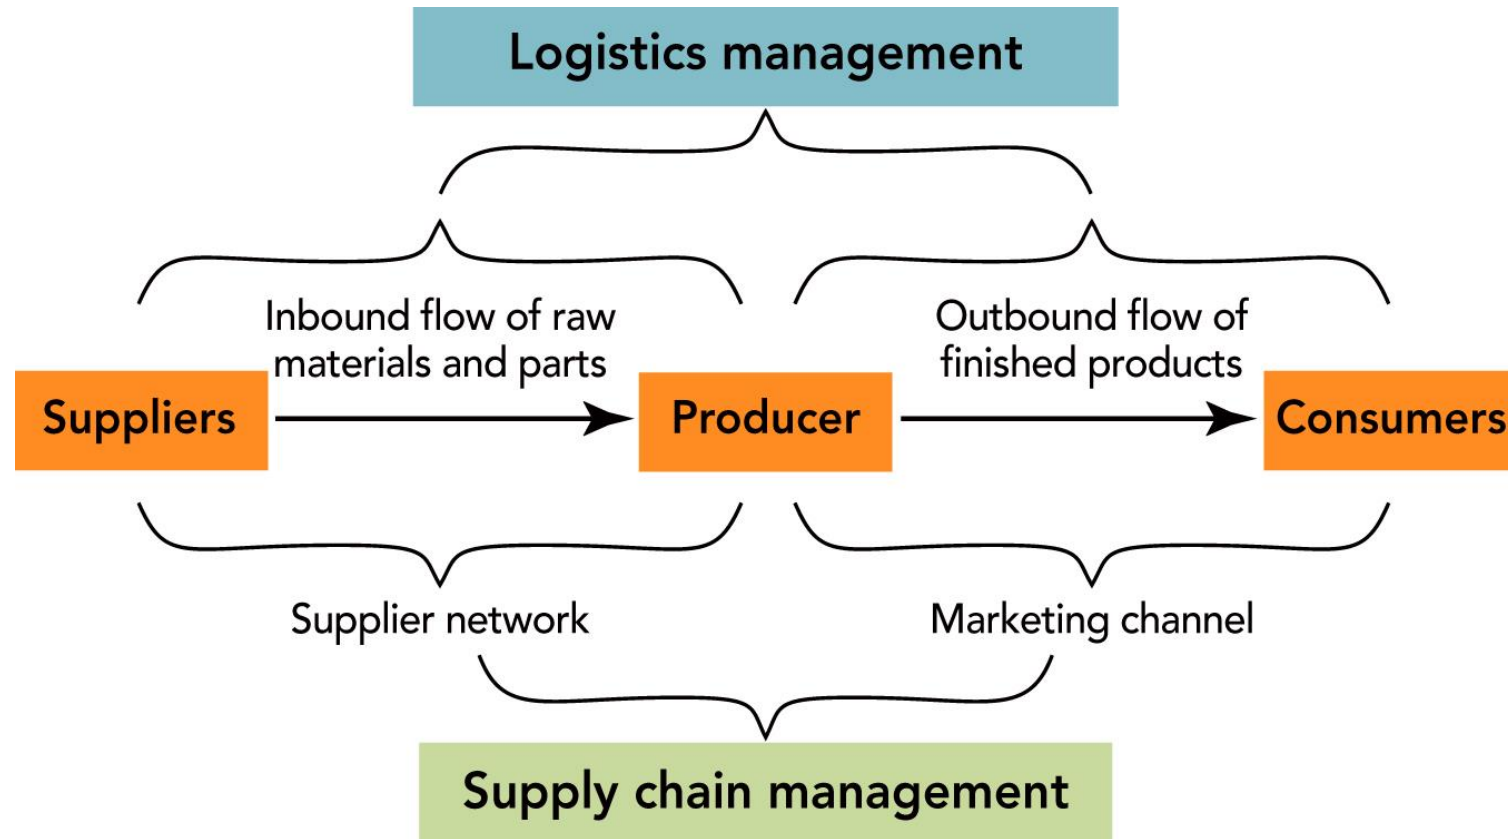 Logistics management
Inbound flow of raw
materials and parts
Outbound flow of
finished products
Suppliers
Producer
Consumers
Supplier network
Marketing channel
Supply chain management